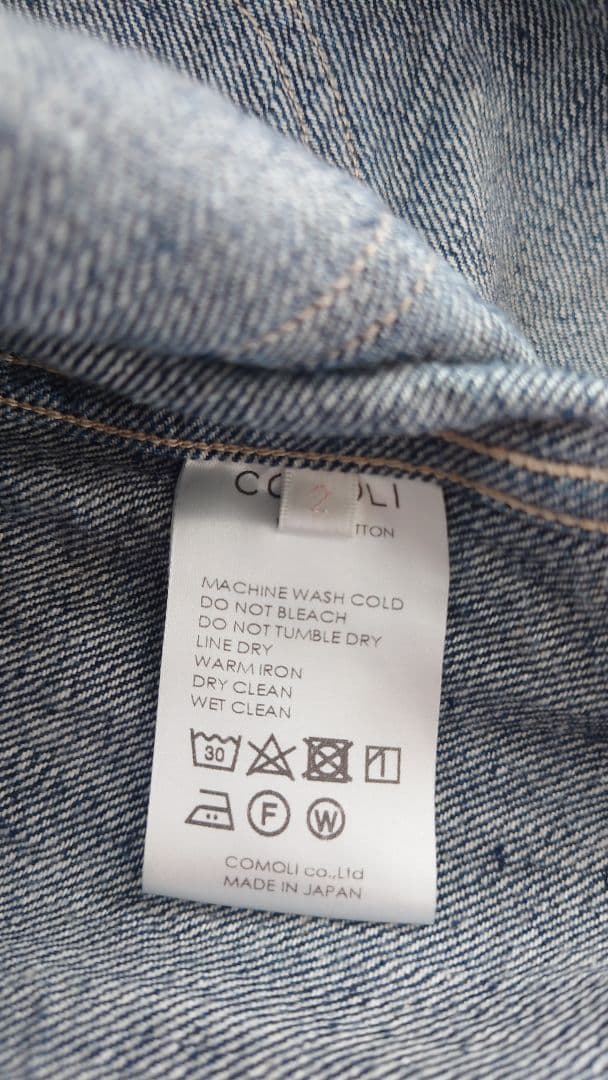 2
MACHINE WASH COLD
DO NOT BLEACH
DO NOT TUMBLE DRY
LINE DRY
WARM IRON
DRY CLEAN
WET CLEAN
30
F W
COMOLI co.,Ltd
MADE IN JAPAN